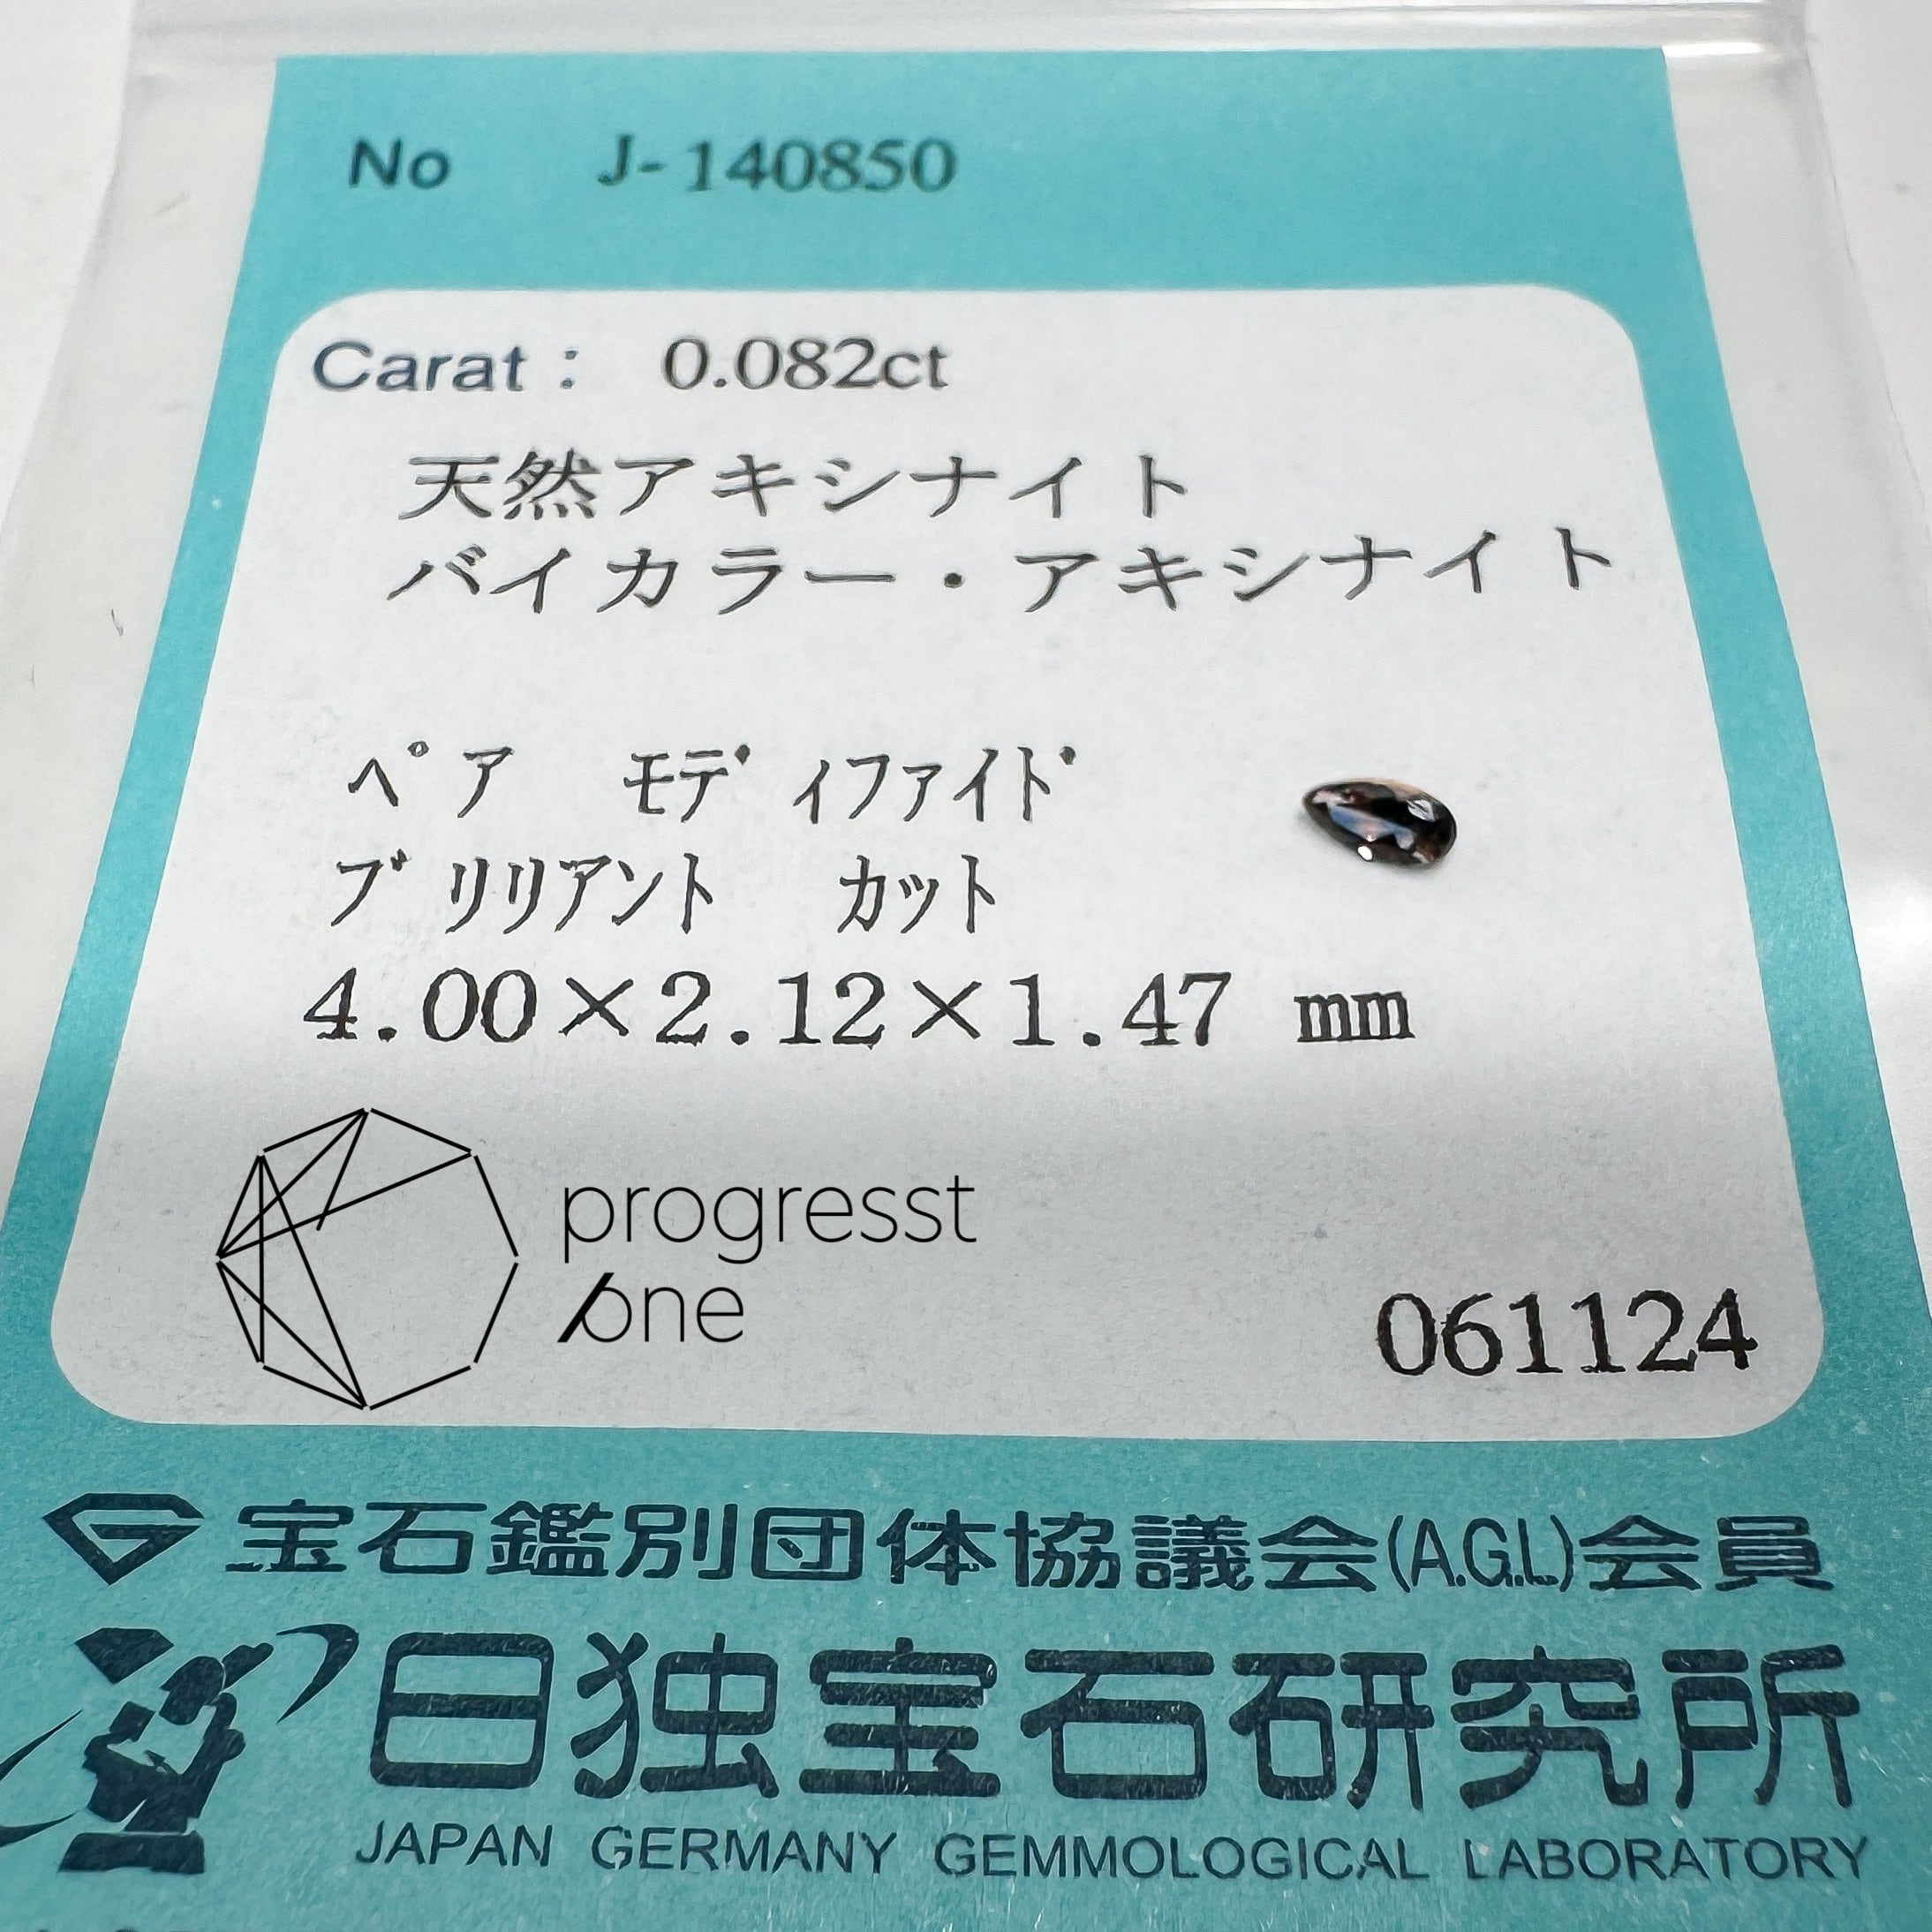 No J-140850
Carat : 0.082ct
天然アキシナイト
バイカラー・アキシナイト
ﾍﾟｱ ﾓﾃﾞｨﾌｧｲﾄﾞ
ﾌﾞﾘﾘｱﾝﾄ ｶｯﾄ
4.00×2.12×1.47 mm
progresst
one
061124
宝石鑑別団体協議会(A.G.L)会員
日独宝石研究所
JAPAN GERMANY GEMMOLOGICAL LABORATORY